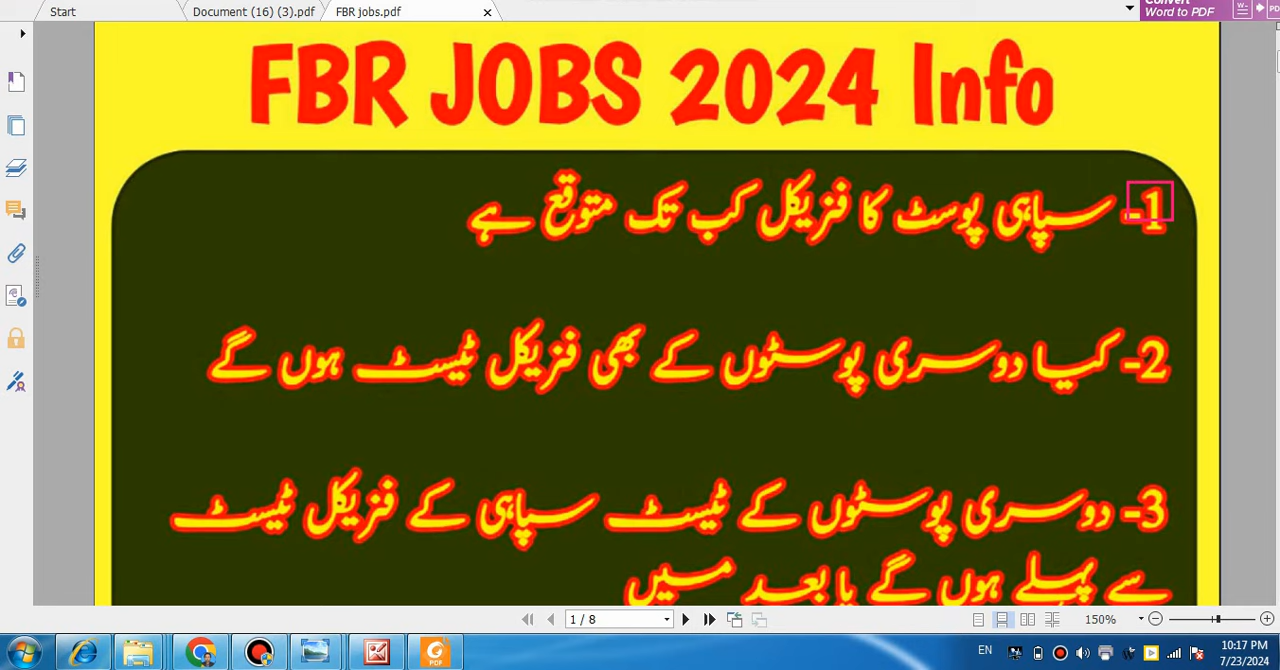 Start
Document (16) (3).pdf
FBR jobs.pdf
Convert
Word to PDF
FBR JOBS 2024 Info
1- سپاہی پوسٹ کا فزیکل کب تک متوقع ہے
2- کیا دوسری پوسٹوں کے بھی فزیکل ٹیسٹ ہوں گے
3- دوسری پوسٹوں کے ٹیسٹ سپاہی کے فزیکل ٹیسٹ
سے پہلے ہوں گے یا بعد میں
1 / 8
150%
EN
10:17 PM
7/23/2024
PDF